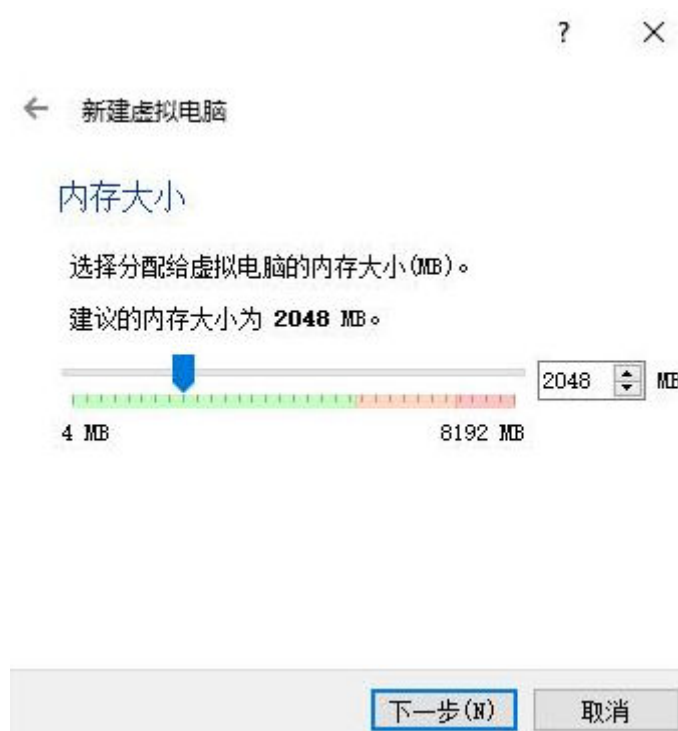 ?
← 新建虚拟电脑
内存大小
选择分配给虚拟电脑的内存大小(MB)。
建议的内存大小为 2048 MB。
2048 MB
4 MB 8192 MB
下一步(N) 取消